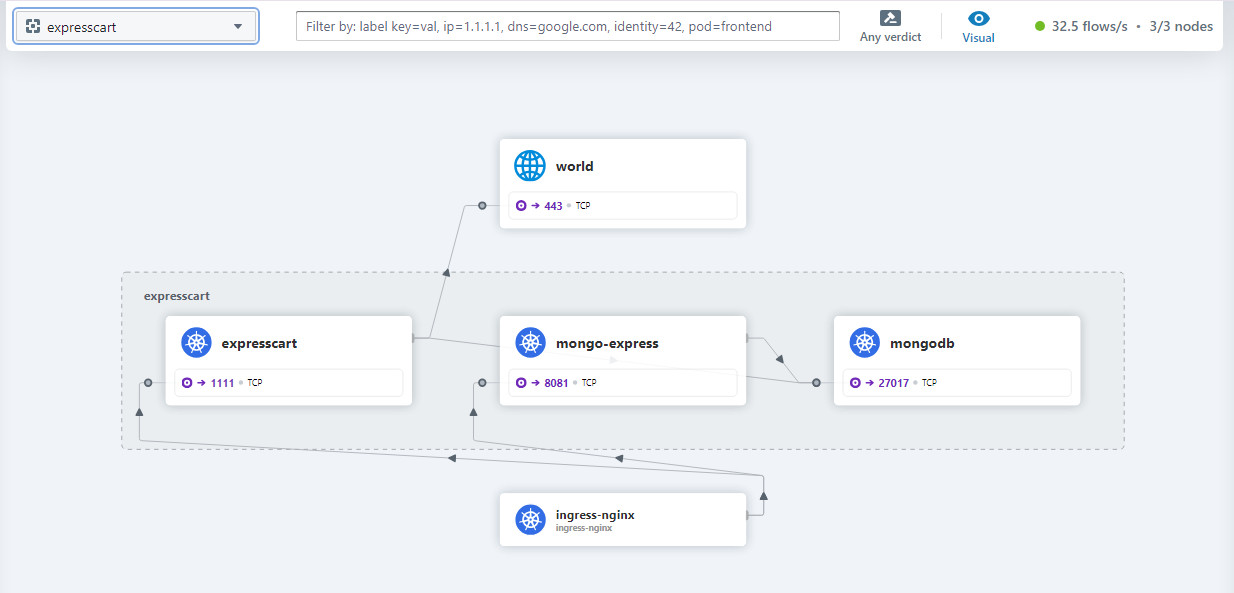 expresscart
Filter by: label key=val, ip=1.1.1.1, dns=google.com, identity=42, pod=frontend
Any verdict
Visual
32.5 flows/s • 3/3 nodes
world
→ 443 • TCP
expresscart
expresscart
→ 1111 • TCP
mongo-express
→ 8081 • TCP
mongodb
→ 27017 • TCP
ingress-nginx
ingress-nginx